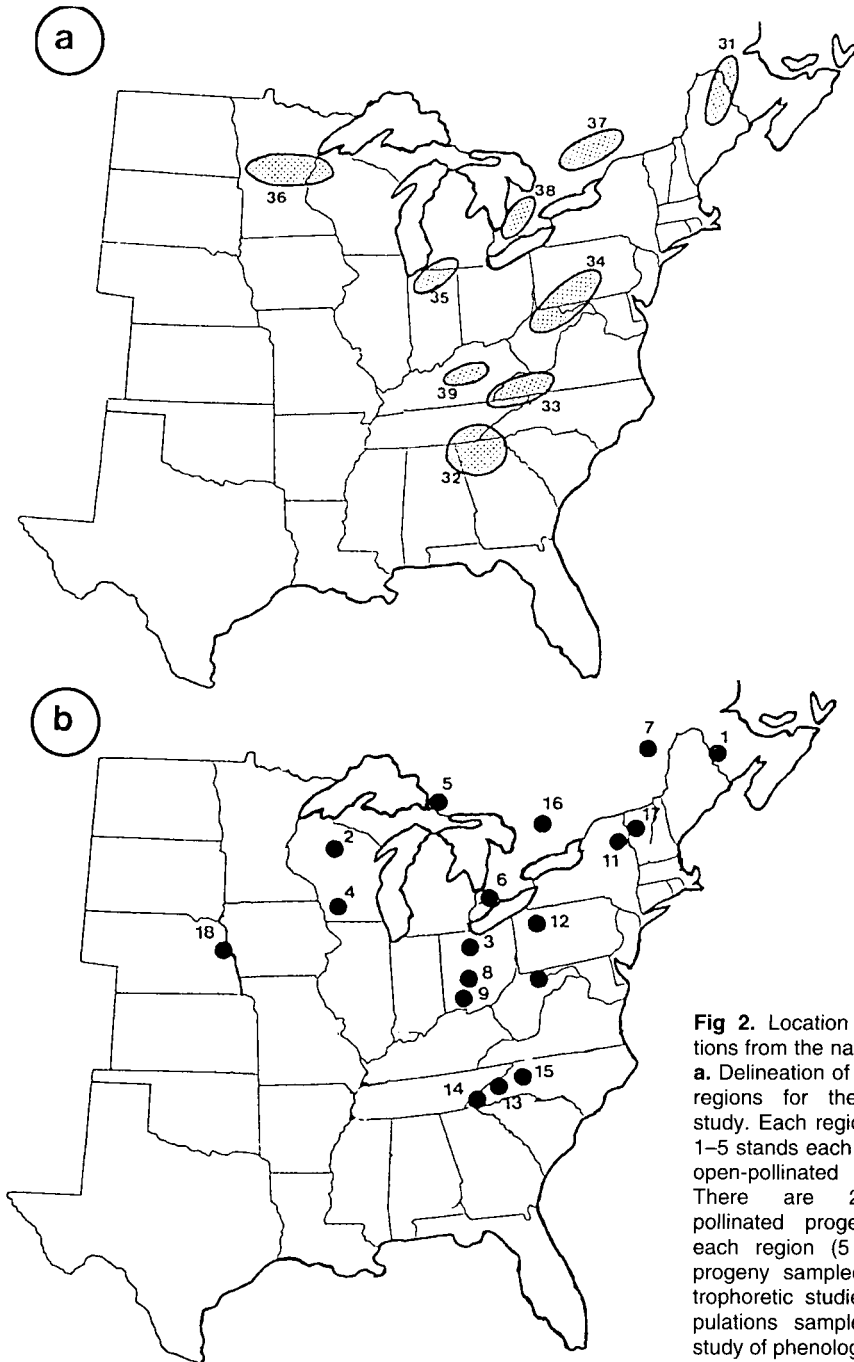 a
31
37
38
36
34
35
39
33
32
b
7
1
5
16
17
2
11
6
4
12
3
18
8
9
15
14
13
Fig 2. Location
tions from the na
a. Delineation of
regions for the
study. Each regio
1–5 stands each
open-pollinated
There are 2
pollinated proge
each region (5
progeny sample
trophoretic studie
pulations sample
study of phenolog